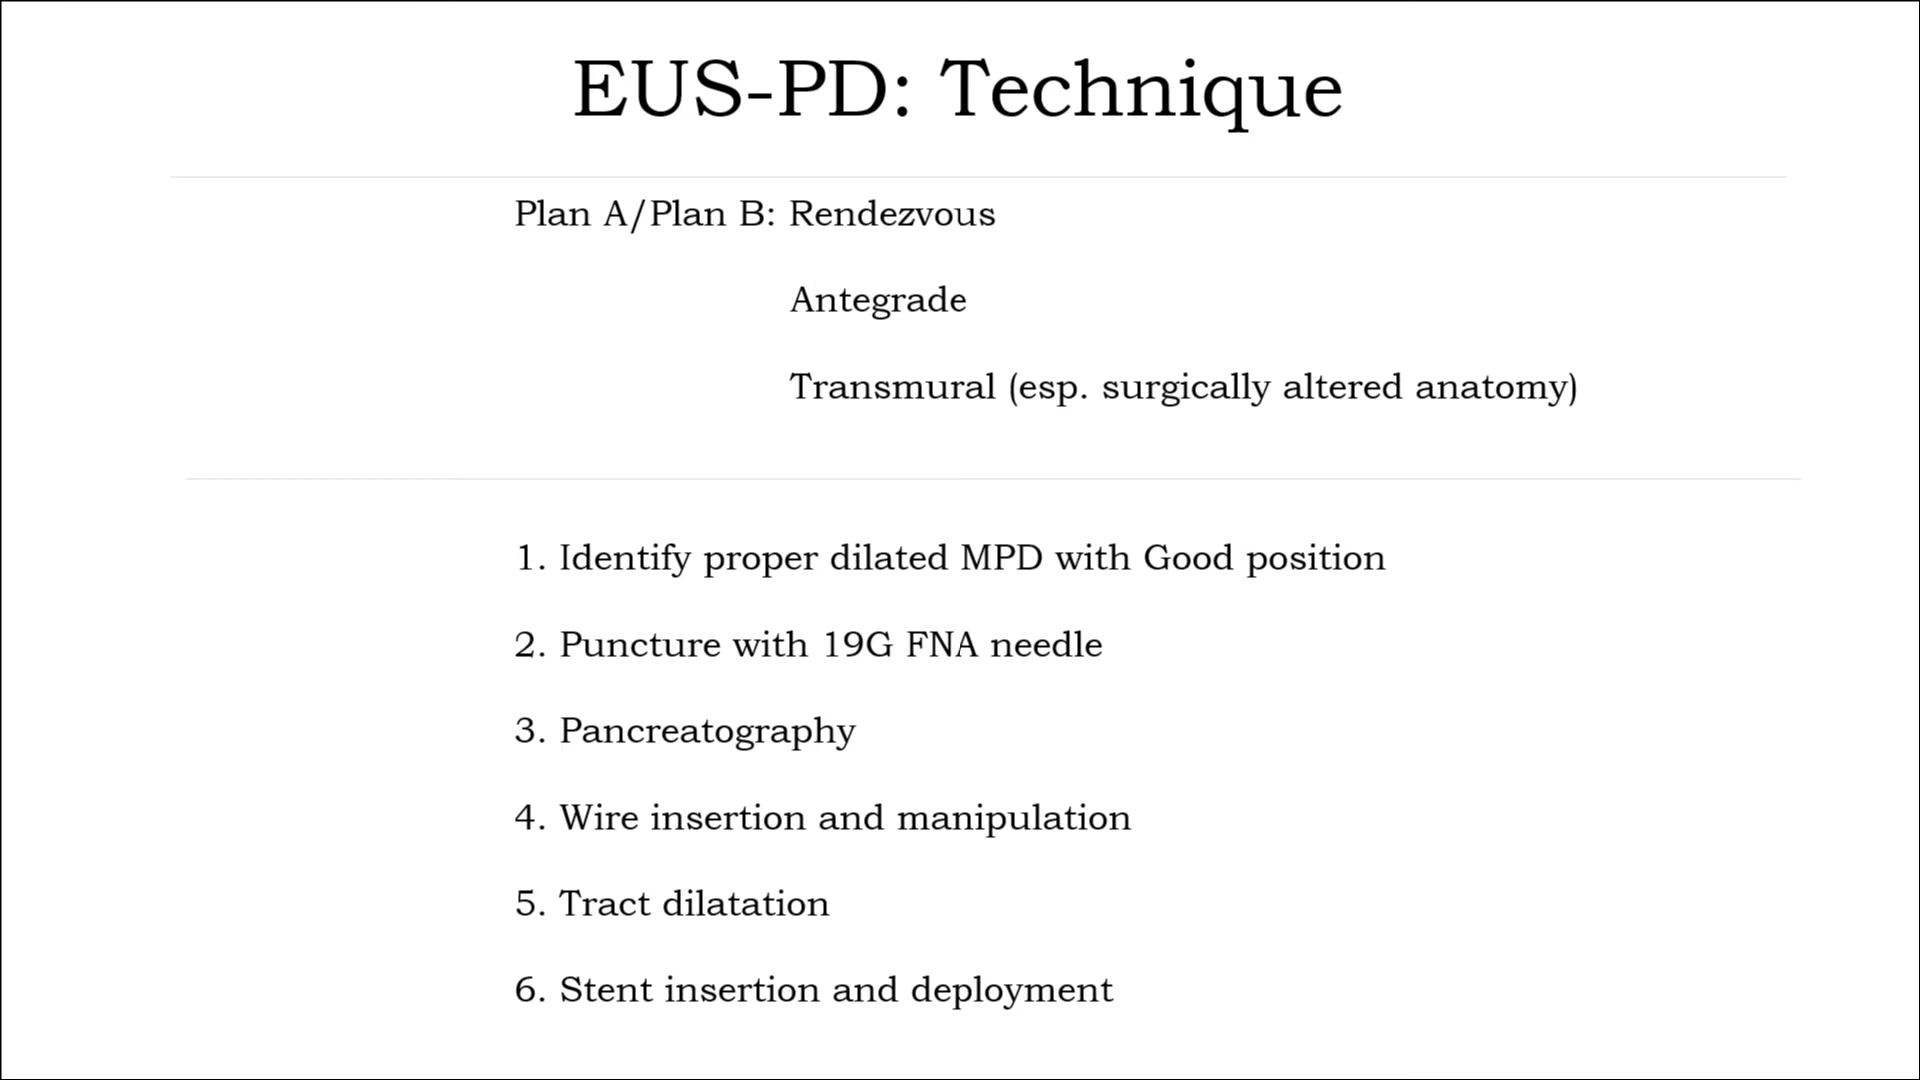 EUS-PD: Technique
Plan A/Plan B: Rendezvous
Antegrade
Transmural (esp. surgically altered anatomy)
1. Identify proper dilated MPD with Good position
2. Puncture with 19G FNA needle
3. Pancreatography
4. Wire insertion and manipulation
5. Tract dilatation
6. Stent insertion and deployment